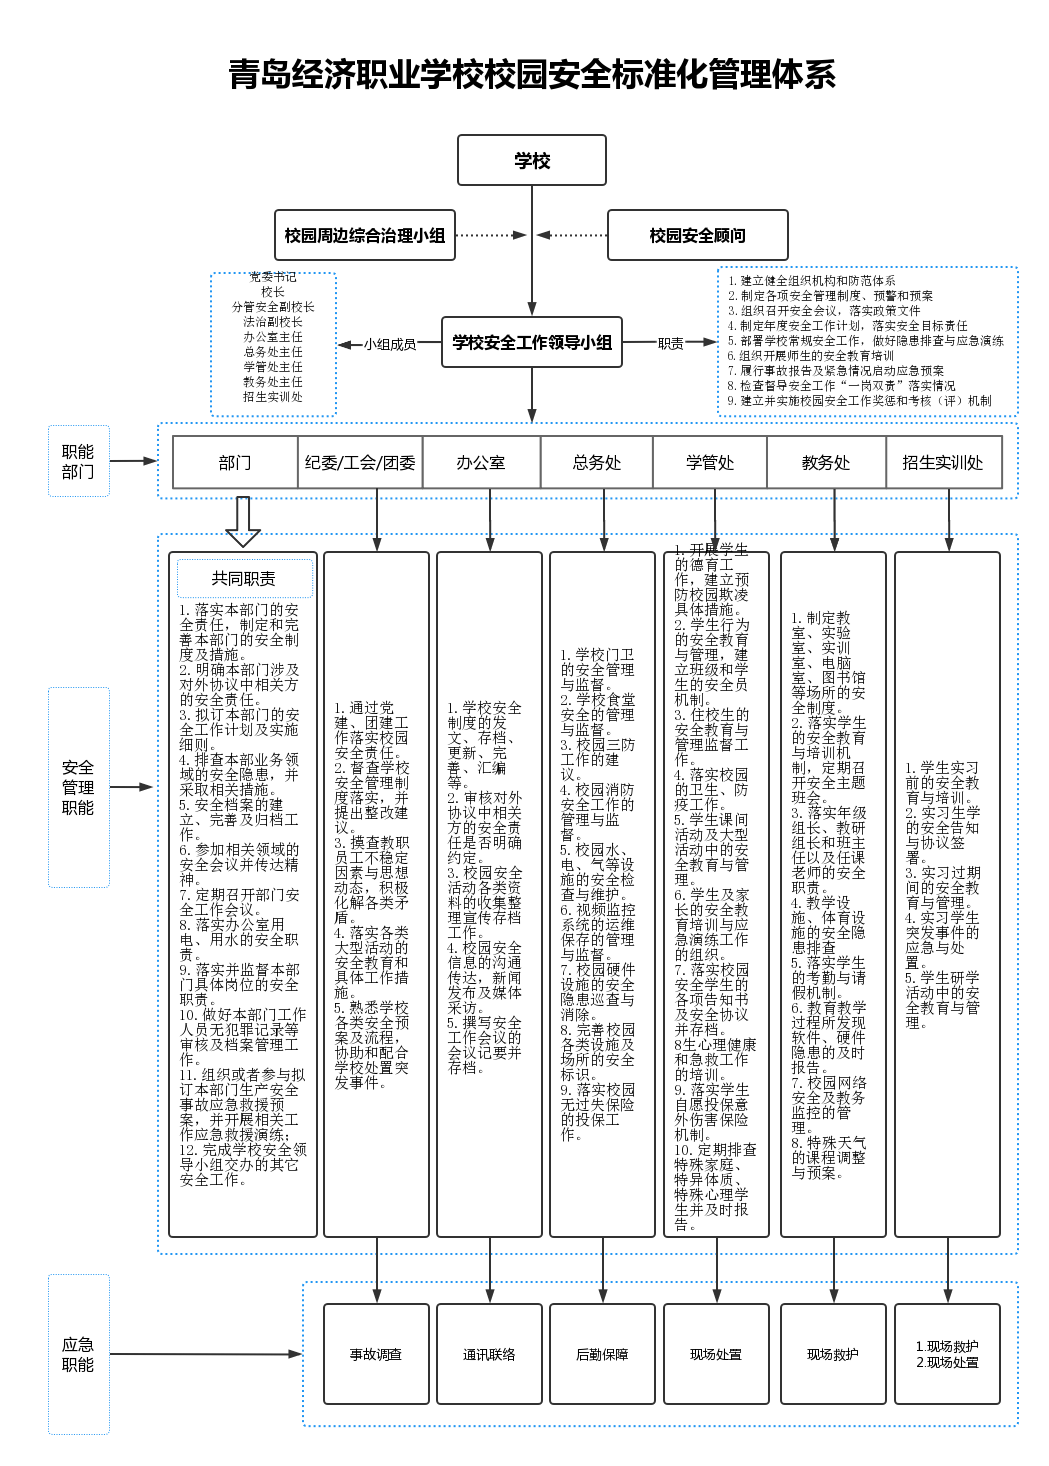 青岛经济职业学校校园安全标准化管理体系
学校
校园周边综合治理小组
校园安全顾问
党委书记
校长
分管安全副校长
法治副校长
办公室主任
总务处主任
学管处主任
教务处主任
招生实训处
小组成员
学校安全工作领导小组
职责
1. 建立健全组织机构和防范体系
2. 制定各项安全管理制度、预警和预案
3. 组织召开安全会议，落实政策文件
4. 制定年度安全工作计划，落实安全目标责任
5. 部署学校常规安全工作，做好隐患排查与应急演练
6. 组织开展师生的安全教育培训
7. 履行事故报告及紧急情况启动应急预案
8. 检查督导安全工作“一岗双责”落实情况
9. 建立并实施校园安全工作奖惩和考核（评）机制
职能
部门
部门
纪委/工会/团委
办公室
总务处
学管处
教务处
招生实训处
安全
管理
职能
共同职责
1. 落实本部门的安
全责任，制定和完
善本部门的安全制
度及措施。
2. 明确本部门涉及
对外协议中相关方
的安全责任。
3. 拟订本部门的安
全工作计划及实施
细则。
4. 排查本部业务领
域的安全隐患，并
采取相关措施。
5. 安全档案的建
立、完善及归档工
作。
6. 参加相关领域的
安全会议并传达精
神。
7. 定期召开部门安
全工作会议。
8. 落实办公室用
电、用水的安全职
责。
9. 落实并监督本部
门具体岗位的安全
职责。
10. 做好本部门工作
人员无犯罪记录等
审核及档案管理工
作。
11. 组织或者参与拟
订本部门生产安全
事故应急救援预
案，并开展相关工
作应急救援演练；
12. 完成学校安全领
导小组交办的其它
安全工作。
1. 通过党
建、团建工
作落实校园
安全责任。
2. 督查学校
安全管理制
度落实，并
提出整改建
议。
3. 摸查教职
员工不稳定
因素与思想
动态，积极
化解各类矛
盾。
4. 落实各类
大型活动的
安全教育和
具体工作措
施。
5. 熟悉学校
各类安全预
案及流程，
协助和配合
学校处置突
发事件。
1. 学校安全
制度的发
文、存档、
更新、完
善、汇编
等。
2. 审核对外
协议中相关
方的安全责
任是否明确
约定。
3. 校园安全
活动各类资
料的收集整
理宣传存档
工作。
4. 校园安全
信息的沟通
传达，新闻
发布及媒体
采访。
5. 撰写安全
工作会议的
会议记要并
存档。
1. 学校门卫
的安全管理
与监督。
2. 学校食堂
安全的管理
与监督。
3. 校园三防
工作的建
议。
4. 校园消防
安全工作的
管理与监
督。
5. 校园水、
电、气等设
施的安全检
查与维护。
6. 视频监控
系统的运维
保存的管理
与监督。
7. 校园硬件
设施的安全
隐患巡查与
消除。
8. 完善校园
各类设施及
场所的安全
标识。
9. 落实校园
无过失保险
的投保工
作。
1. 开展学生
的德育工
作，建立预
防校园欺凌
具体措施。
2. 学生行为
的安全教育
与管理，建
立班级和学
生的安全员
机制。
3. 住校生的
安全教育与
管理监督工
作。
4. 落实校园
的卫生、防
疫工作。
5. 学生课间
活动及大型
活动中的安
全教育与管
理。
6. 学生及家
长的安全教
育培训与应
急演练工作
的组织。
7. 落实校园
安全学生的
各项告知书
及安全协议
并存档。
8生心理健康
和急救工作
的培训。
9. 落实学生
自愿投保意
外伤害保险
机制。
10. 定期排查
特殊家庭、
特异体质、
特殊心理学
生并及时报
告。
1. 制定教
室、实验
室、实训
室、电脑
室、图书馆
等场所的安
全制度。
2. 落实学生
的安全教育
与培训机
制，定期召
开安全主题
班会。
3. 落实年级
组长、教研
组长和班主
任以及任课
老师的安全
职责。
4. 教学设
施、体育设
施的安全隐
患排查
5. 落实学生
的考勤与请
假机制。
6. 教育教学
过程所发现
软件、硬件
隐患的及时
报告。
7. 校园网络
安全及教务
监控的管
理。
8. 特殊天气
的课程调整
与预案。
1. 学生实习
前的安全教
育与培训。
2. 实习生学
的安全告知
与协议签
署。
3. 实习过期
间的安全教
育与管理。
4. 实习学生
突发事件的
应急与处
置。
5. 学生研学
活动中的安
全教育与管
理。
应急
职能
事故调查
通讯联络
后勤保障
现场处置
现场救护
1.现场救护
2.现场处置